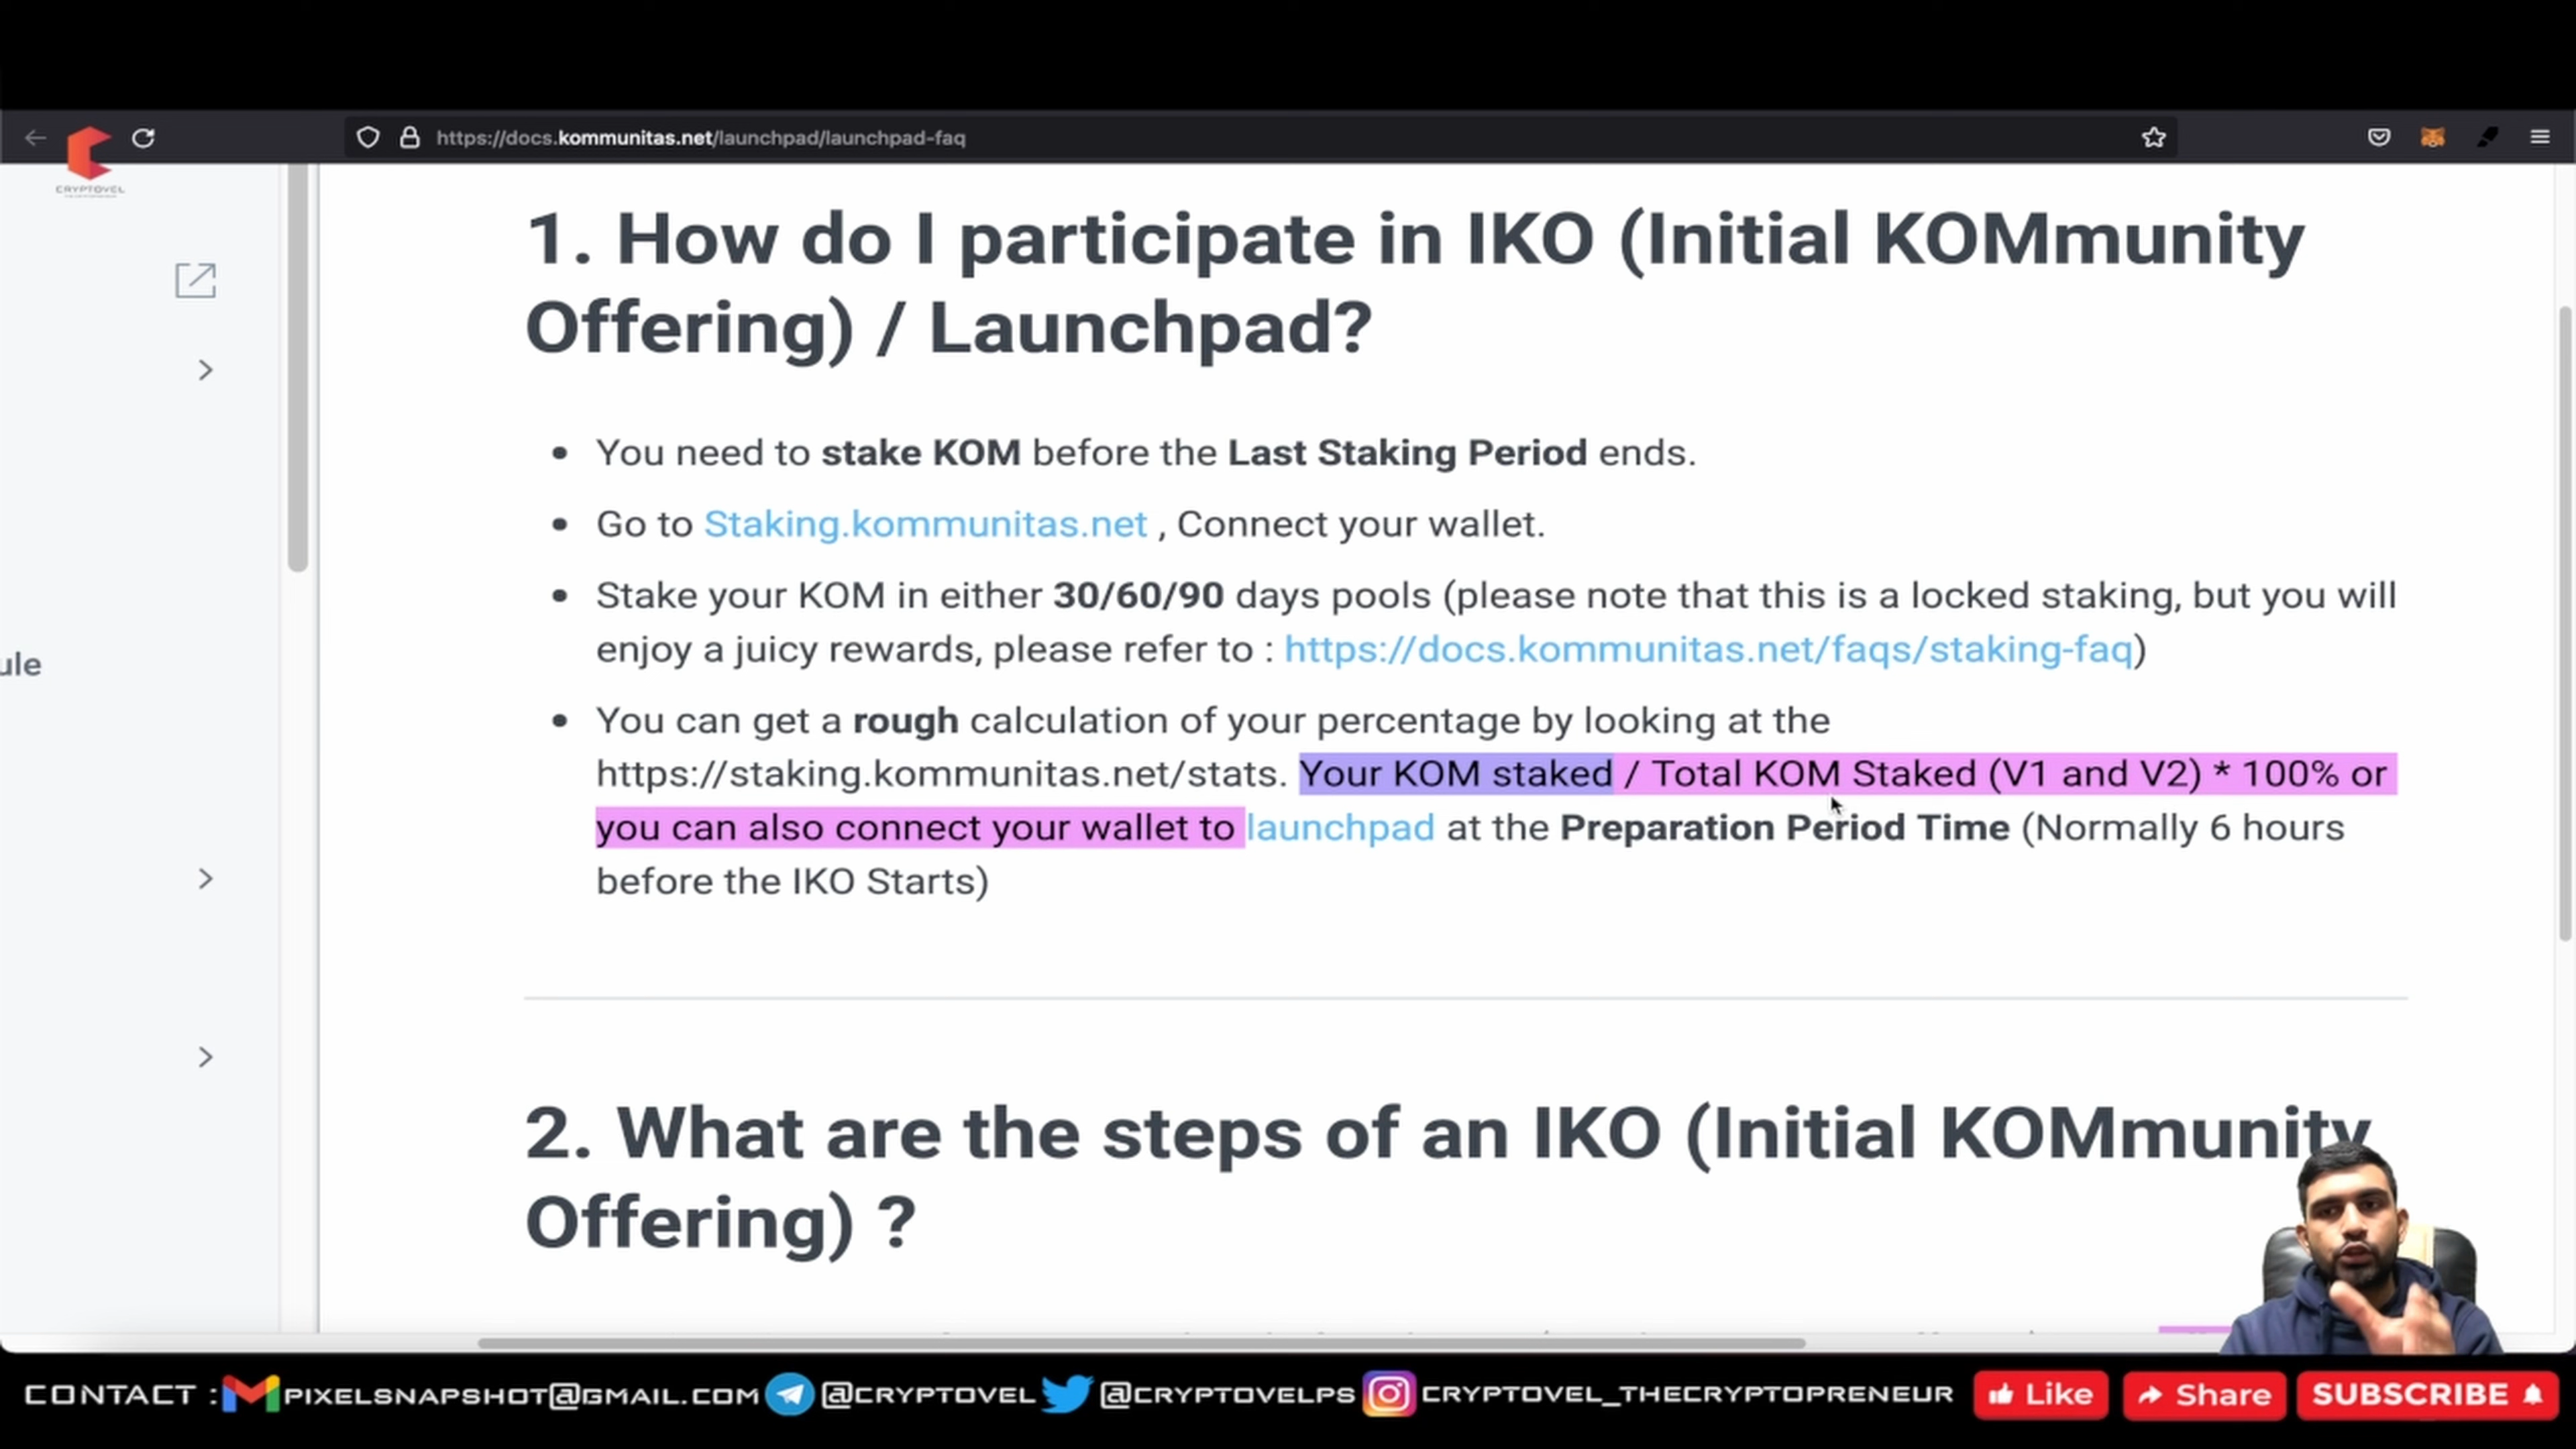 https://docs.kommunitas.net/launchpad/launchpad-faq
CRYPTOVEL
1. How do I participate in IKO (Initial KOMmunity
Offering) / Launchpad?
You need to stake KOM before the Last Staking Period ends.
Go to Staking.kommunitas.net , Connect your wallet.
Stake your KOM in either 30/60/90 days pools (please note that this is a locked staking, but you will
enjoy a juicy rewards, please refer to : https://docs.kommunitas.net/faqs/staking-faq)
ule
You can get a rough calculation of your percentage by looking at the
https://staking.kommunitas.net/stats. Your KOM staked / Total KOM Staked (V1 and V2) * 100% or
you can also connect your wallet to launchpad at the Preparation Period Time (Normally 6 hours
before the IKO Starts)
2. What are the steps of an IKO (Initial KOMmunity
Offering) ?
CONTACT : PIXELSNAPSHOT@GMAIL.COM @CRYPTOVEL @CRYPTOVELPS CRYPTOVEL_THECRYPTOPRENEUR Like Share SUBSCRIBE